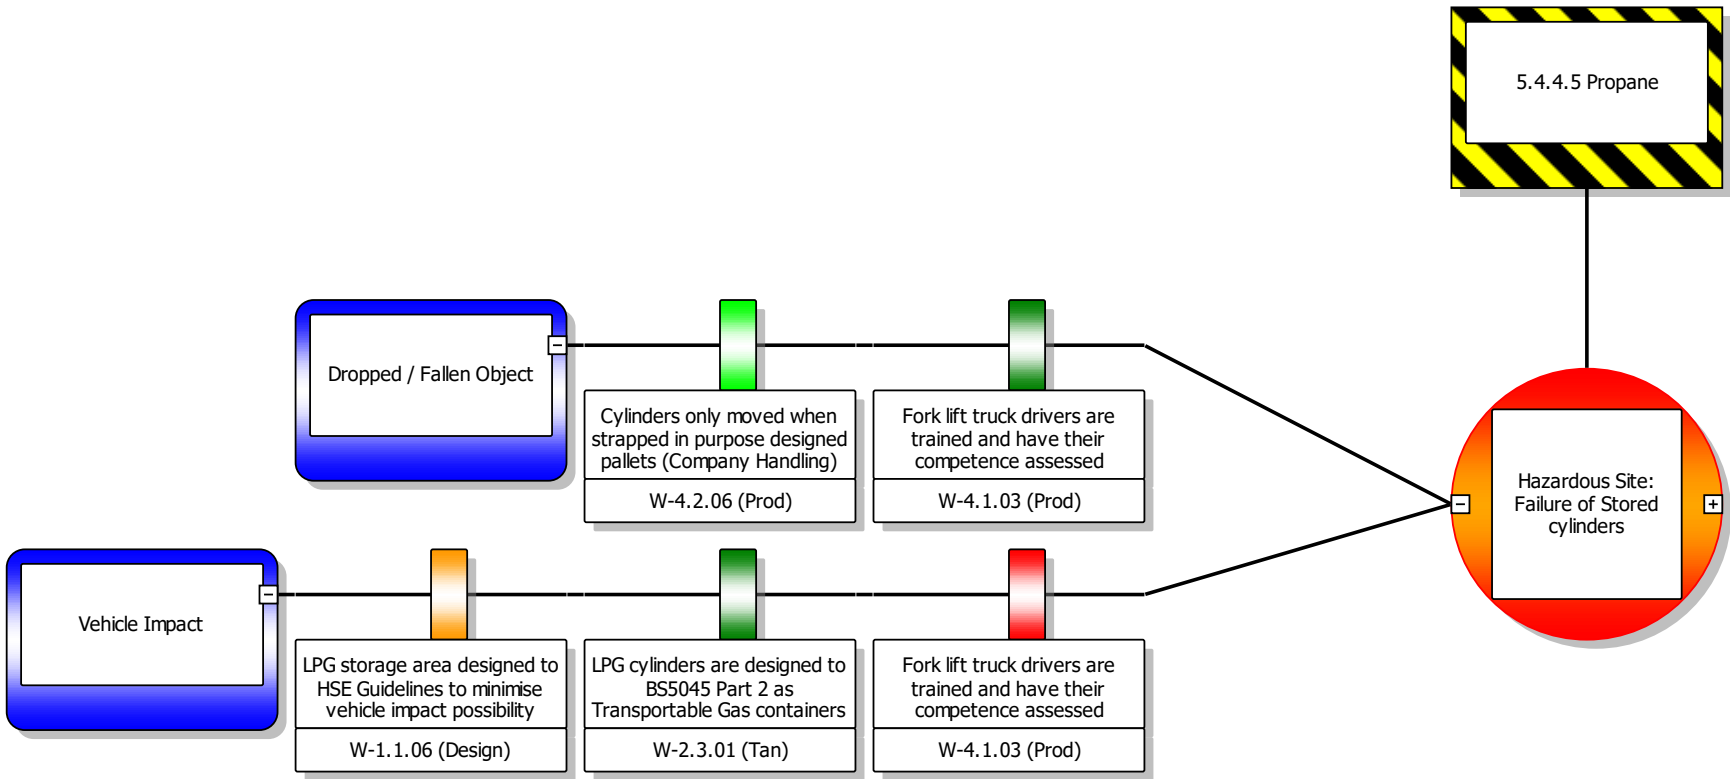 5.4.4.5 Propane
Dropped / Fallen Object
Cylinders only moved when
strapped in purpose designed
pallets (Company Handling)
W-4.2.06 (Prod)
Fork lift truck drivers are
trained and have their
competence assessed
W-4.1.03 (Prod)
Hazardous Site:
Failure of Stored
cylinders
Vehicle Impact
LPG storage area designed to
HSE Guidelines to minimise
vehicle impact possibility
W-1.1.06 (Design)
LPG cylinders are designed to
BS5045 Part 2 as
Transportable Gas containers
W-2.3.01 (Tan)
Fork lift truck drivers are
trained and have their
competence assessed
W-4.1.03 (Prod)